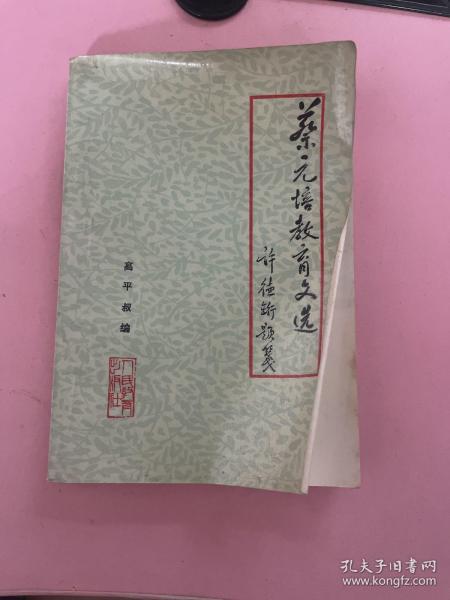 蔡元培教育文选
许德珩题笺
高平叔编
人民教育
出版社
孔夫子旧书网
www.kongfz.com